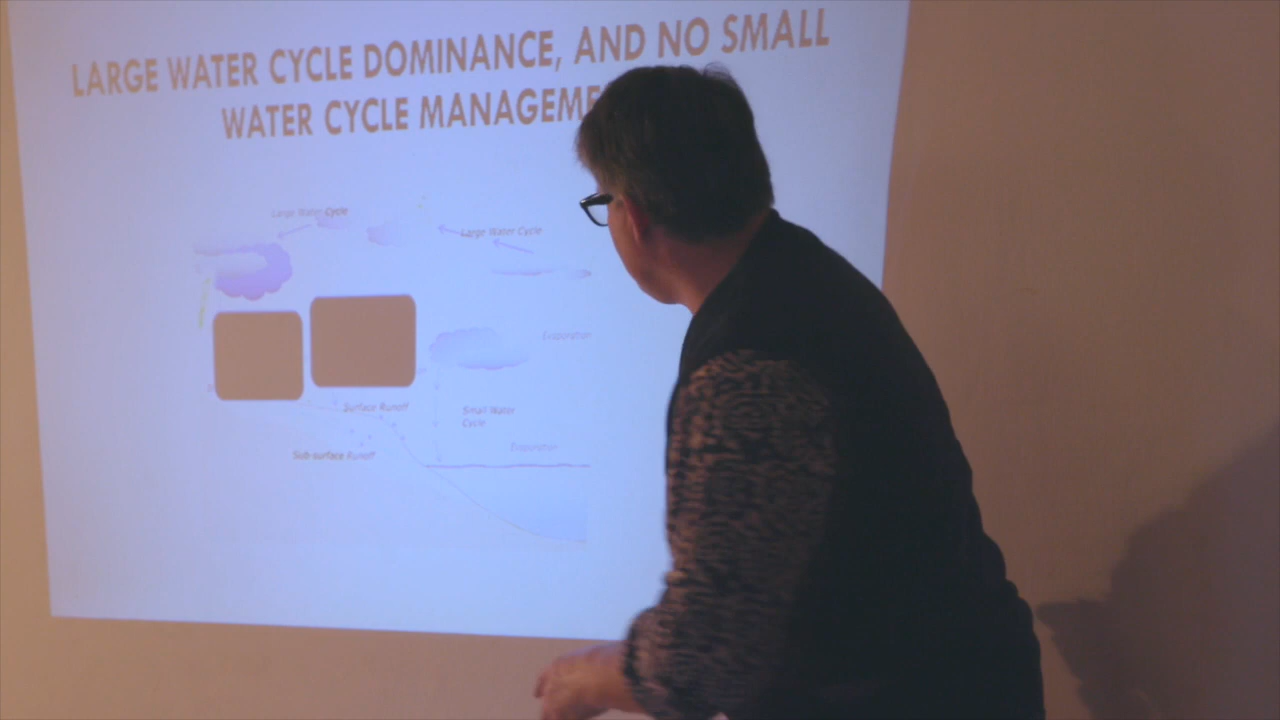 LARGE WATER CYCLE DOMINANCE, AND NO SMALL
WATER CYCLE MANAGEME
Large Water Cycle
Large Water Cycle
Evaporation
Surface Runoff
Small Water
Cycle
Evaporation
Sub-surface Runoff